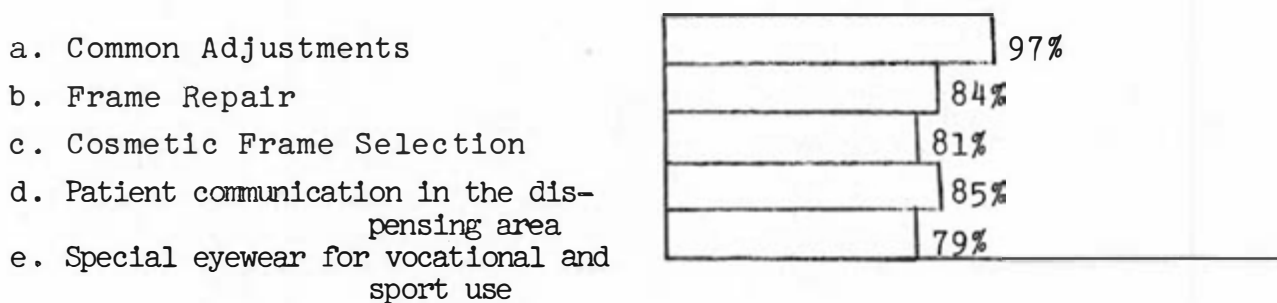 a. Common Adjustments 97%
b. Frame Repair 84%
c. Cosmetic Frame Selection 81%
d. Patient communication in the dis- 85%
pensing area
e. Special eyewear for vocational and 79%
sport use